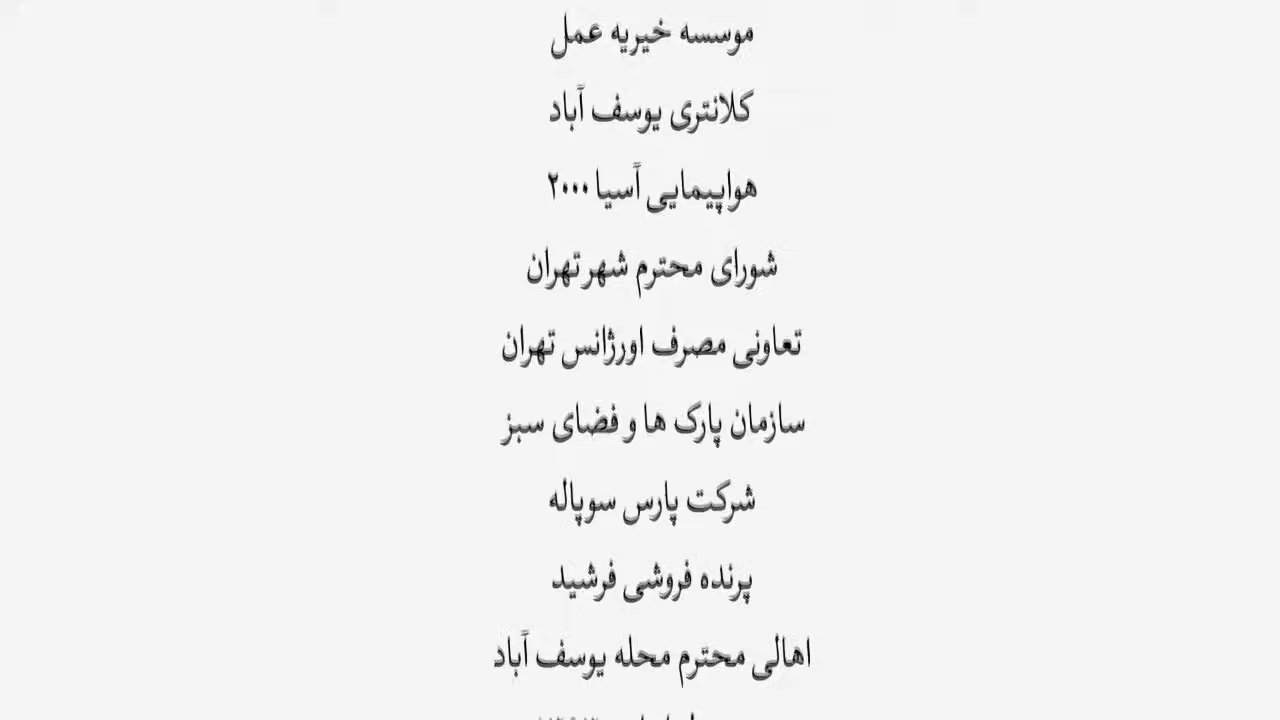 موسسه خیریه عمل
کلانتری یوسف آباد
هواپیمایی آسیا ۲۰۰۰
شورای محترم شهر تهران
تعاونی مصرف اورژانس تهران
سازمان پارک ها و فضای سبز
شرکت پارس سوپاله
پرنده فروشی فرشید
اهالی محترم محله یوسف آباد